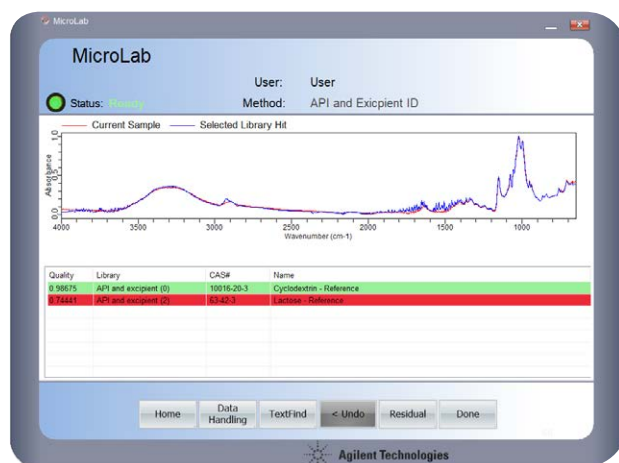 MicroLab
MicroLab
User: User
Status: Ready
Method: API and Exicpient ID
Current Sample
Selected Library Hit
Absorbance
0.0 0.5 1.0
4000 3500 3000 2500 2000 1500 1000
Wavenumber (cm-1)
Quality Library CAS# Name
0.98675 API and excipient (0) 10016-20-3 Cyclodextrin - Reference
0.74441 API and excipient (2) 63-42-3 Lactose - Reference
Home
Data
Handling
TextFind
< Undo
Residual
Done
Agilent Technologies